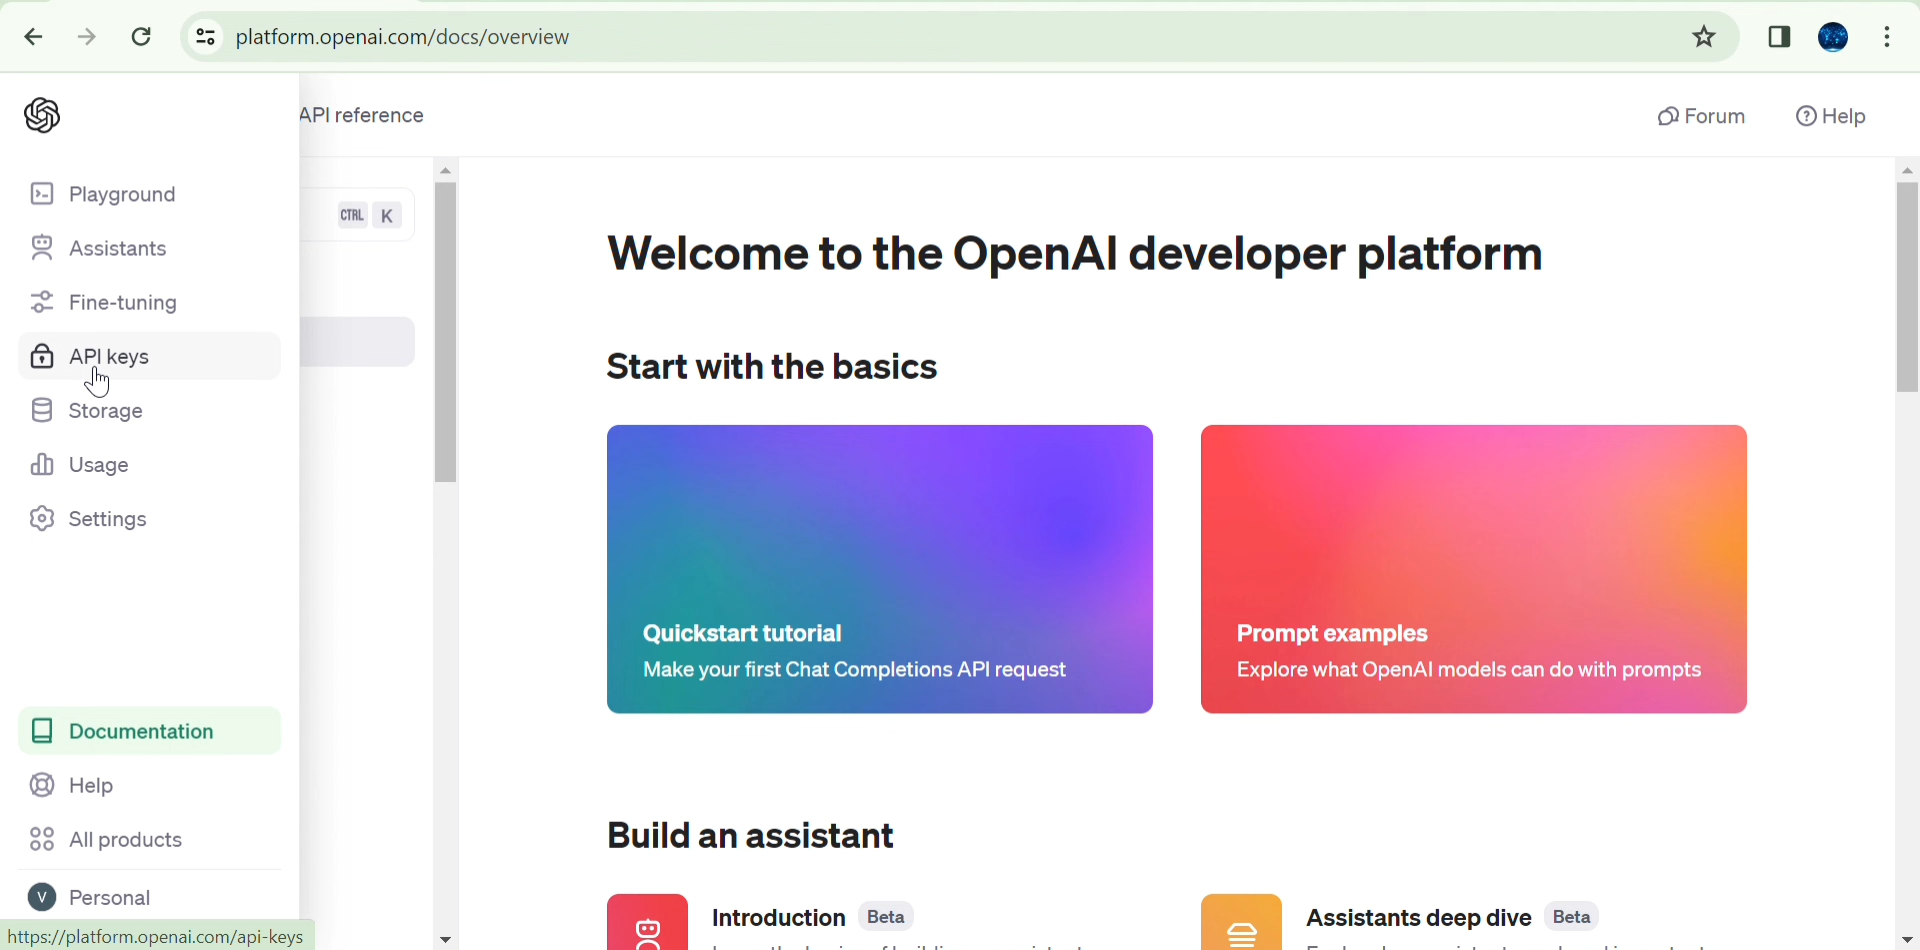 platform.openai.com/docs/overview
API reference
Forum
Help
Playground
Assistants
Fine-tuning
API keys
Storage
Usage
Settings
Documentation
Help
All products
V Personal
https://platform.openai.com/api-keys
CTRL K
Welcome to the OpenAI developer platform
Start with the basics
Quickstart tutorial
Make your first Chat Completions API request
Prompt examples
Explore what OpenAI models can do with prompts
Build an assistant
Introduction Beta
Assistants deep dive Beta